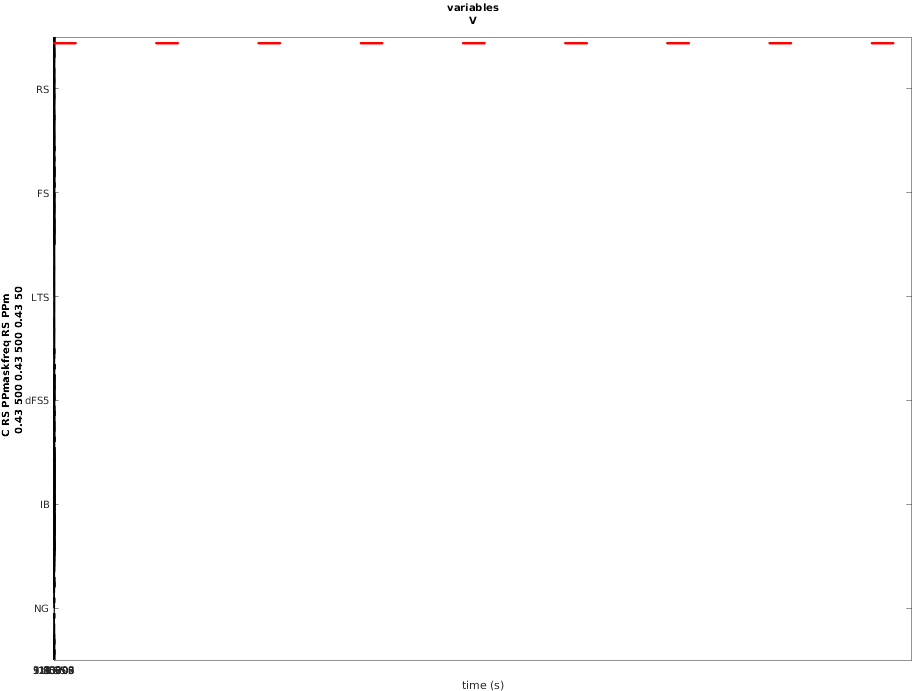 variables
V
RS
FS
LTS
dFS5
IB
NG
C RS PPmaskfreq RS PPm
0.43 500 0.43 500 0.43 50
time (s)